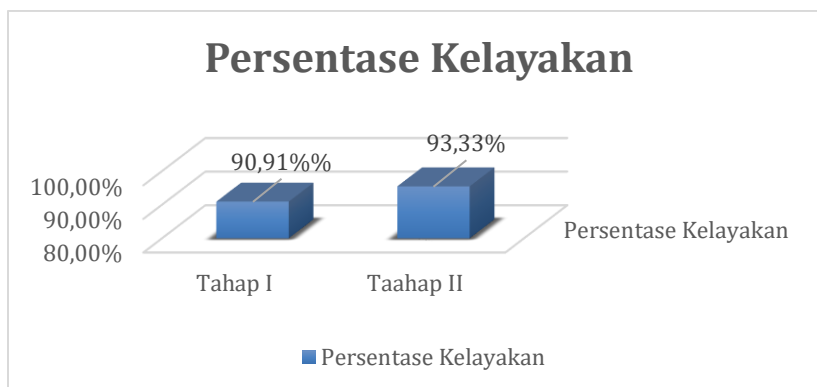 Persentase Kelayakan
93,33%
90,91%%
100,00%
90,00%
80,00%
Persentase Kelayakan
Tahap I
Taahap II
Persentase Kelayakan